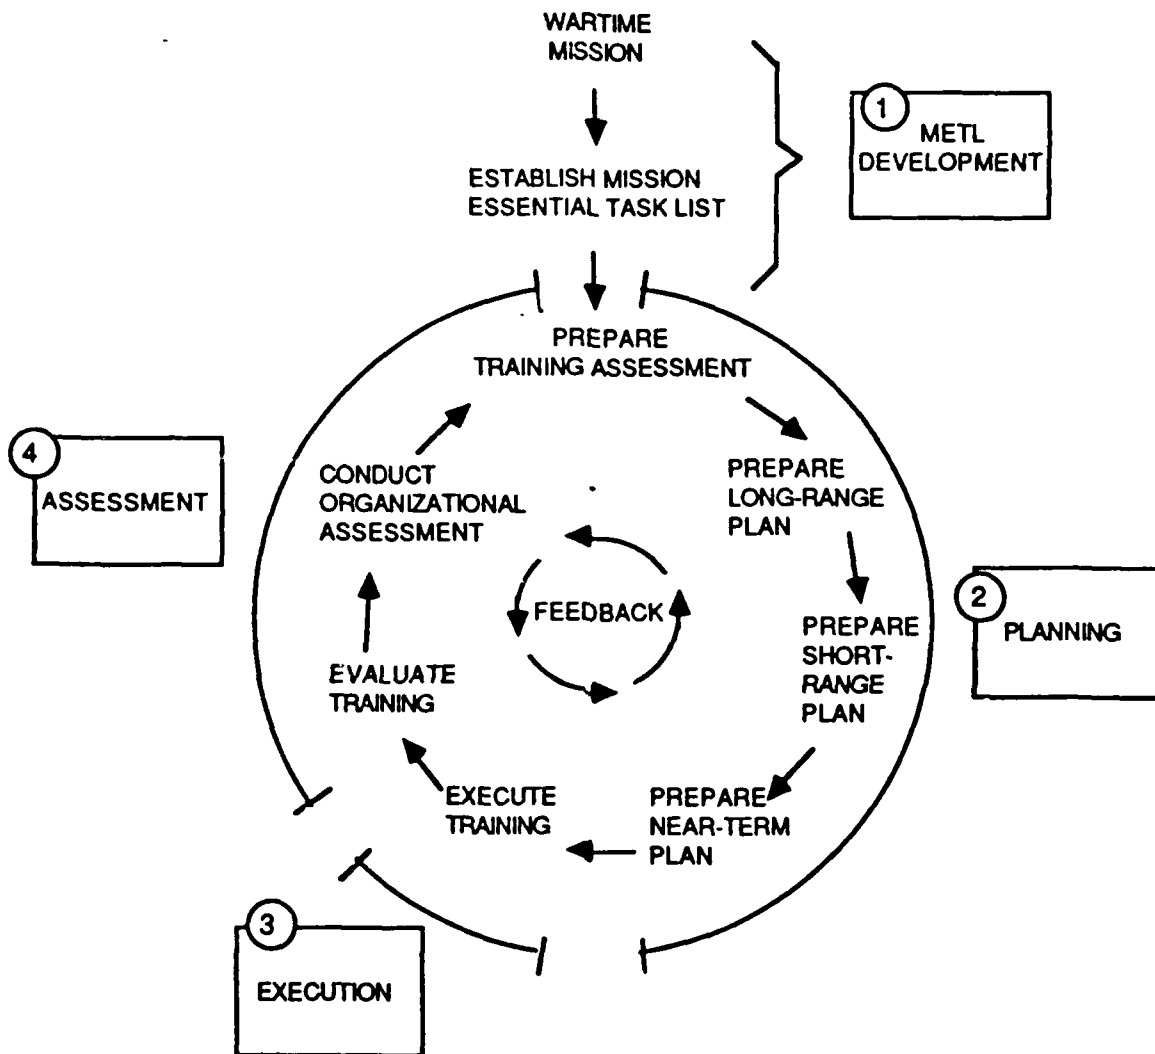 WARTIME
MISSION
1
METL
DEVELOPMENT
ESTABLISH MISSION
ESSENTIAL TASK LIST
PREPARE
TRAINING ASSESSMENT
4
ASSESSMENT
CONDUCT
ORGANIZATIONAL
ASSESSMENT
PREPARE
LONG-RANGE
PLAN
FEEDBACK
2
PLANNING
PREPARE
SHORT-
RANGE
PLAN
EVALUATE
TRAINING
EXECUTE
TRAINING
PREPARE
NEAR-TERM
PLAN
3
EXECUTION